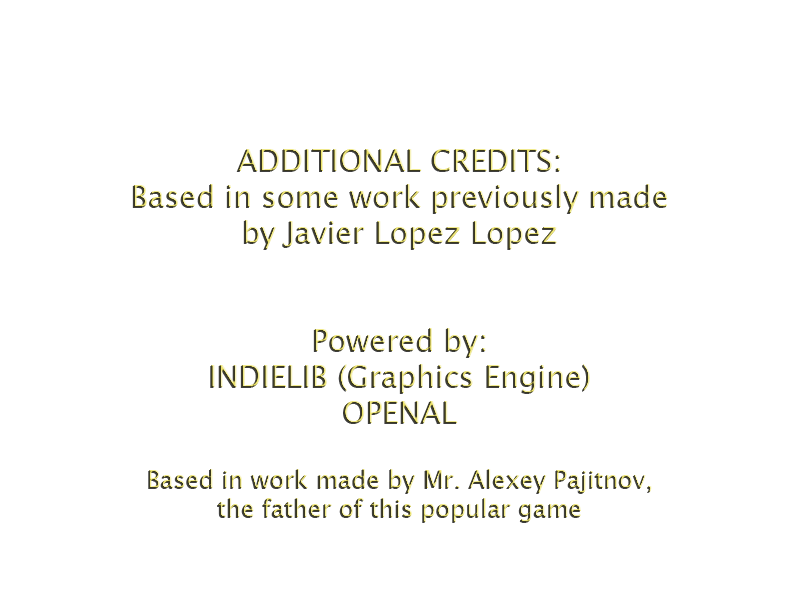 ADDITIONAL CREDITS:
Based in some work previously made
by Javier Lopez Lopez
Powered by:
INDIELIB (Graphics Engine)
OPENAL
Based in work made by Mr. Alexey Pajitnov,
the father of this popular game